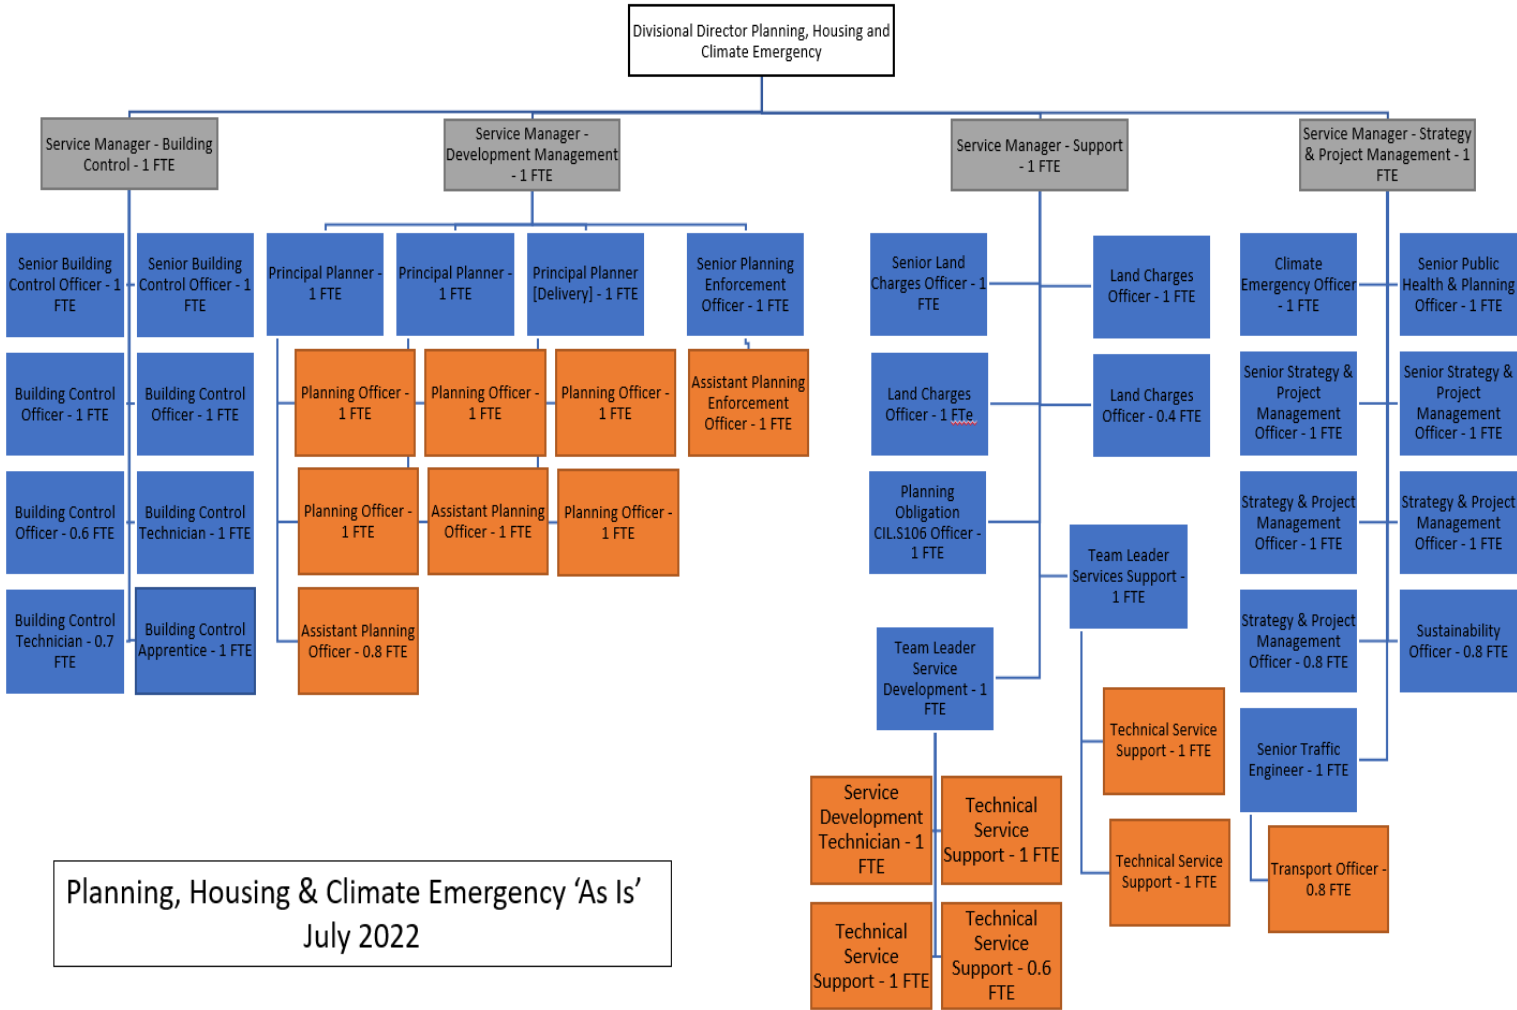 Divisional Director Planning, Housing and
Climate Emergency
Service Manager - Building
Control - 1 FTE
Service Manager -
Development Management
- 1 FTE
Service Manager - Support
- 1 FTE
Service Manager - Strategy
& Project Management - 1
FTE
Senior Building
Control Officer - 1
FTE
Senior Building
Control Officer - 1
FTE
Building Control
Officer - 1 FTE
Building Control
Officer - 1 FTE
Building Control
Officer - 0.6 FTE
Building Control
Technician - 1 FTE
Building Control
Technician - 0.7
FTE
Building Control
Apprentice - 1 FTE
Principal Planner -
1 FTE
Principal Planner -
1 FTE
Principal Planner
[Delivery] - 1 FTE
Senior Planning
Enforcement
Officer - 1 FTE
Planning Officer -
1 FTE
Planning Officer -
1 FTE
Planning Officer -
1 FTE
Assistant Planning
Enforcement
Officer - 1 FTE
Planning Officer -
1 FTE
Assistant Planning
Officer - 1 FTE
Planning Officer -
1 FTE
Assistant Planning
Officer - 0.8 FTE
Senior Land
Charges Officer - 1
FTE
Land Charges
Officer - 1 FTE
Land Charges
Officer - 1 FTe
Land Charges
Officer - 0.4 FTE
Planning
Obligation
CIL.S106 Officer -
1 FTE
Team Leader
Services Support -
1 FTE
Team Leader
Service
Development - 1
FTE
Technical Service
Support - 1 FTE
Technical Service
Support - 1 FTE
Service
Development
Technician - 1
FTE
Technical
Service
Support - 1 FTE
Technical
Service
Support - 1 FTE
Technical
Service
Support - 0.6
FTE
Climate
Emergency Officer
- 1 FTE
Senior Public
Health & Planning
Officer - 1 FTE
Senior Strategy &
Project
Management
Officer - 1 FTE
Senior Strategy &
Project
Management
Officer - 1 FTE
Strategy & Project
Management
Officer - 1 FTE
Strategy & Project
Management
Officer - 1 FTE
Strategy & Project
Management
Officer - 0.8 FTE
Sustainability
Officer - 0.8 FTE
Senior Traffic
Engineer - 1 FTE
Transport Officer -
0.8 FTE
Planning, Housing & Climate Emergency ‘As Is’
July 2022